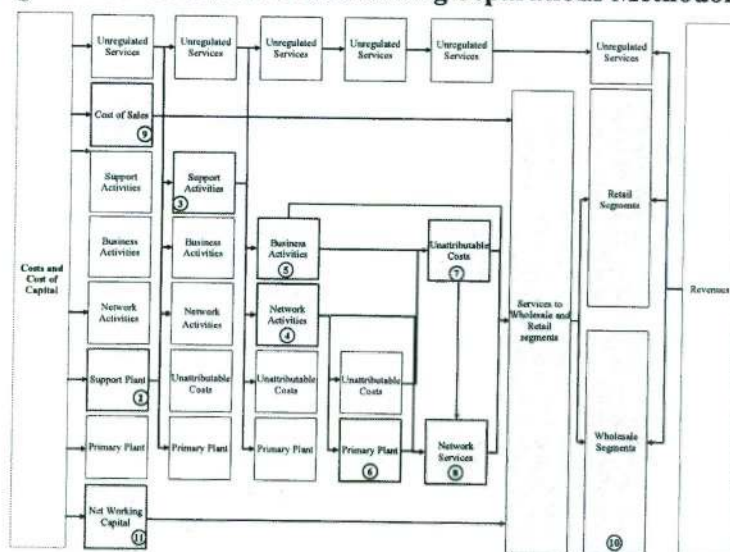 Unregulated
Services
Unregulated
Services
Unregulated
Services
Unregulated
Services
Unregulated
Services
Unregulated
Services
Cost of Sales
9
Support
Activities
Support
Activities
3
Retail
Segments
Business
Activities
Business
Activities
Business
Activities
5
Unattributable
Costs
7
Costs and
Cost of
Capital
Network
Activities
Network
Activities
Network
Activities
4
Services to
Wholesale and
Retail
segments
Revenues
Support Plant
2
Unattributable
Costs
Unattributable
Costs
Unattributable
Costs
Primary Plant
Primary Plant
Primary Plant
Primary Plant
6
Network
Services
8
Wholesale
Segments
10
Net Working
Capital
11